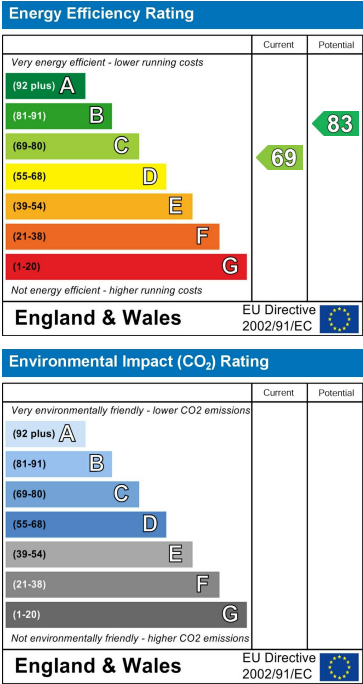 Energy Efficiency Rating
Current Potential
Very energy efficient - lower running costs
(92 plus) A
(81-91) B
(69-80) C
(55-68) D
(39-54) E
(21-38) F
(1-20) G
69
83
Not energy efficient - higher running costs
England & Wales
EU Directive
2002/91/EC
Environmental Impact (CO₂) Rating
Current Potential
Very environmentally friendly - lower CO2 emissions
(92 plus) A
(81-91) B
(69-80) C
(55-68) D
(39-54) E
(21-38) F
(1-20) G
Not environmentally friendly - higher CO2 emissions
England & Wales
EU Directive
2002/91/EC